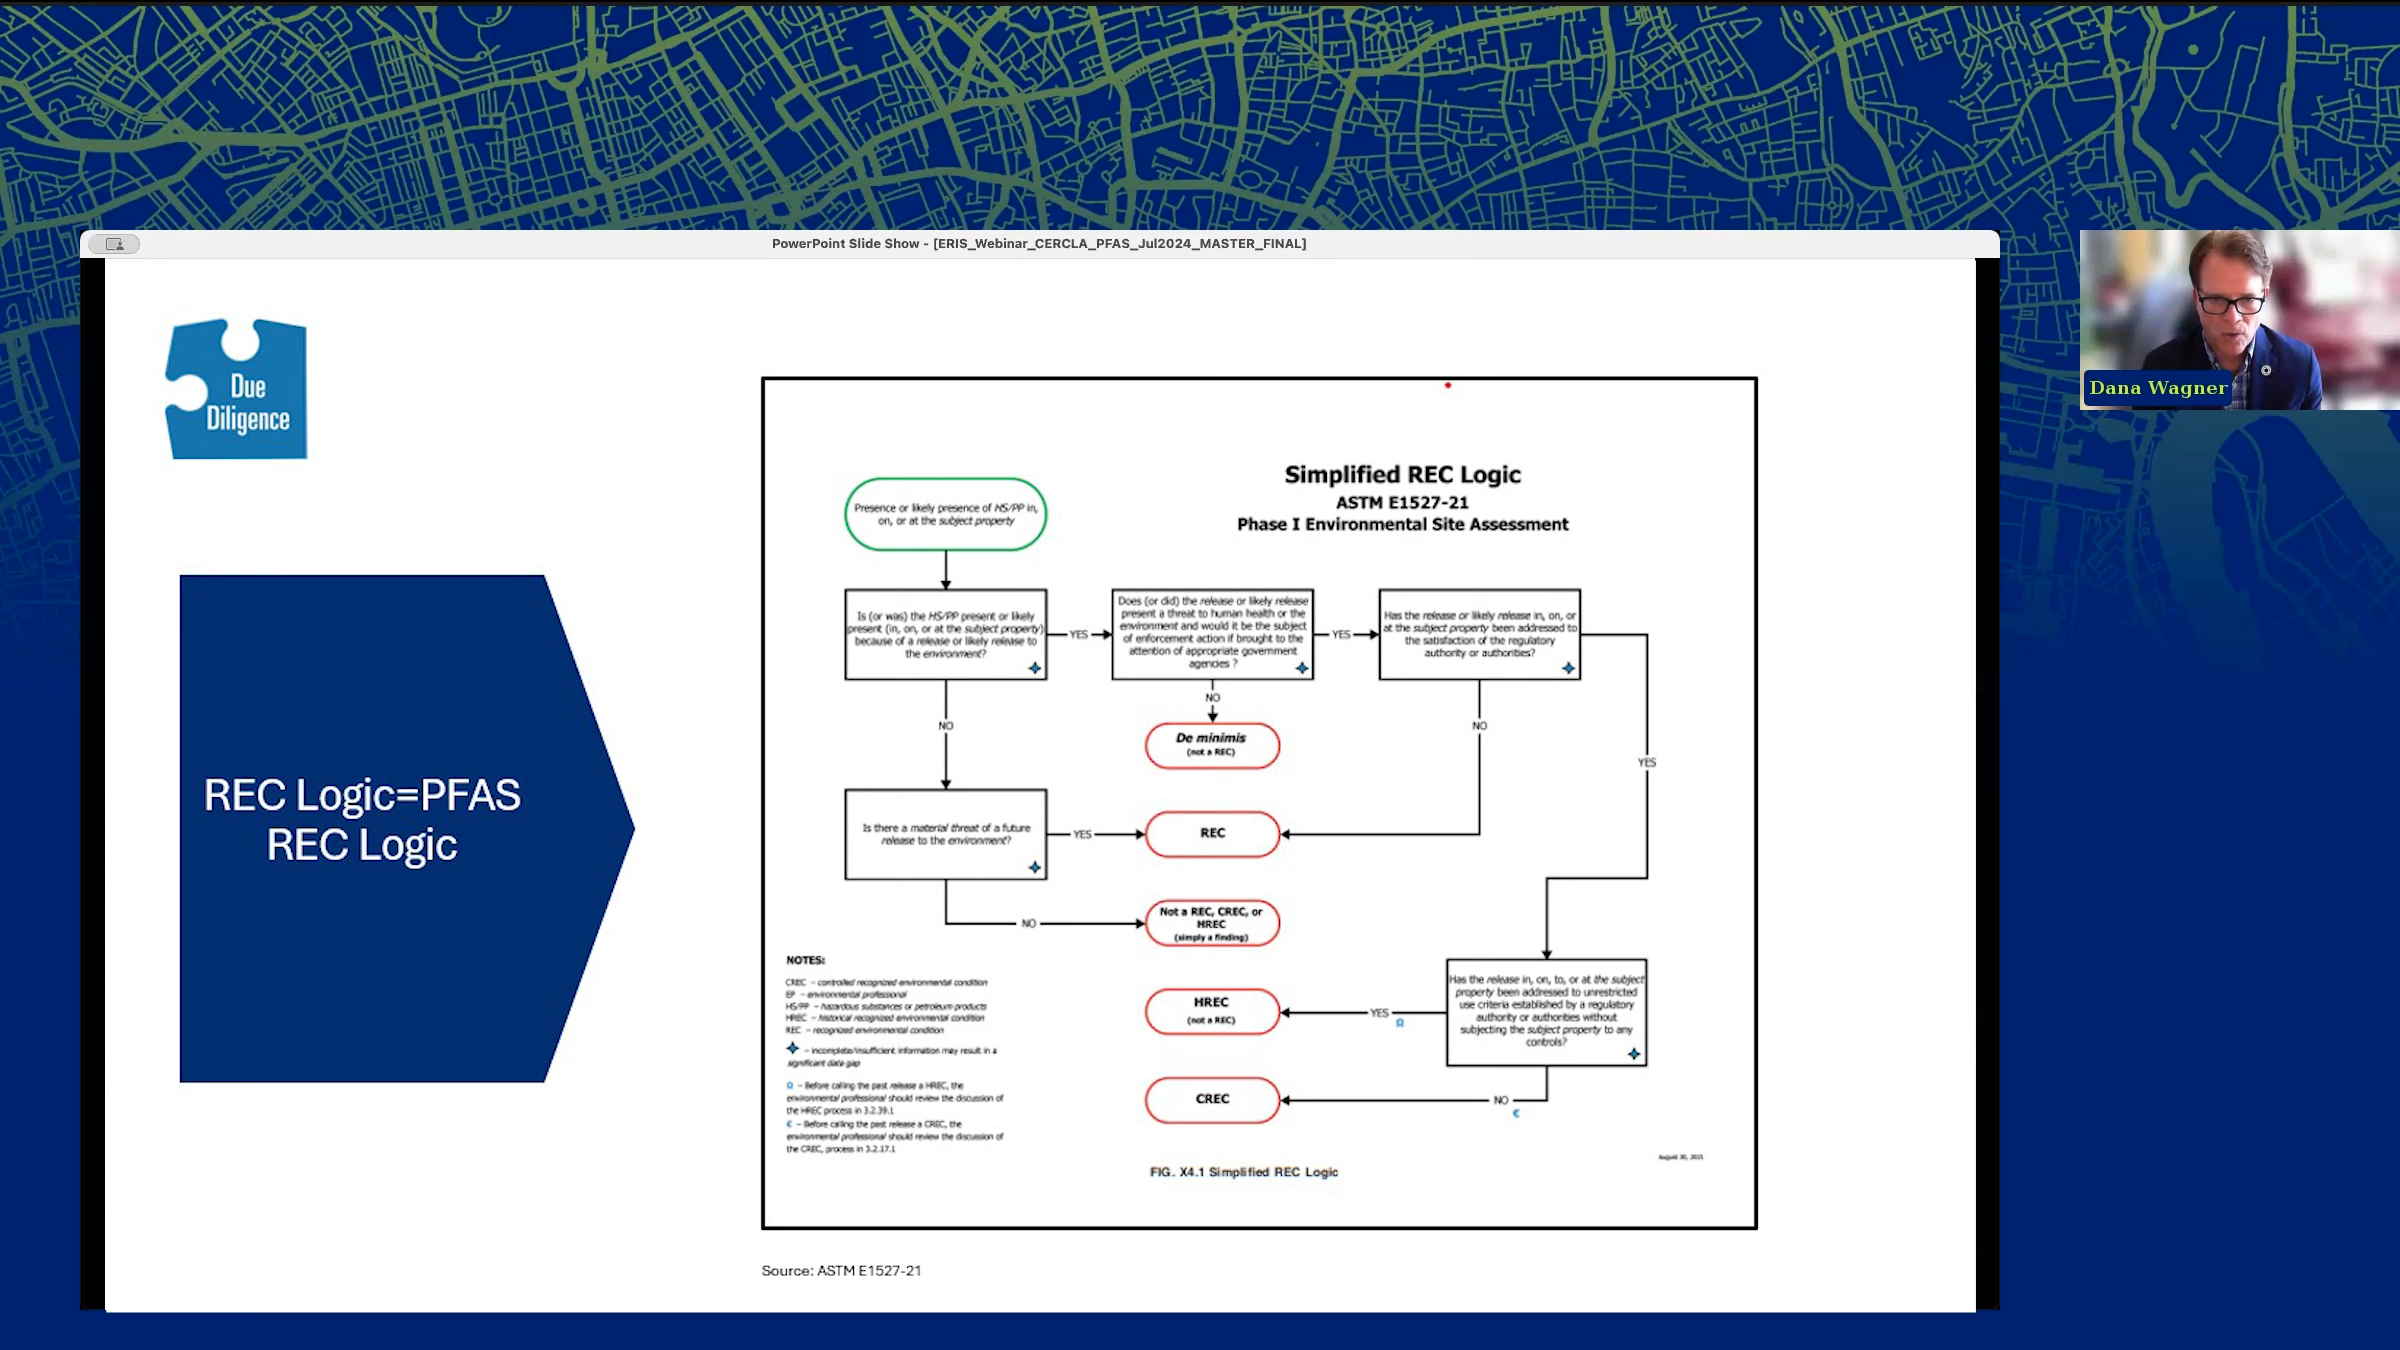 PowerPoint Slide Show - [ERIS_Webinar_CERCLA_PFAS_Jul2024_MASTER_FINAL]
Dana Wagner
Due
Diligence
REC Logic=PFAS
REC Logic
Simplified REC Logic
ASTM E1527-21
Phase I Environmental Site Assessment
Presence or likely presence of HS/PP in,
on, or at the subject property
Is (or was) the HS/PP present or likely
present (in, on, or at the subject property)
because of a release or likely release to
the environment?
YES
Does (or did) the release or likely release
present a threat to human health or the
environment and would it be the subject
of enforcement action if brought to the
attention of appropriate government
agencies ?
YES
Has the release or likely release in, on, or
at the subject property been addressed to
the satisfaction of the regulatory
authority or authorities?
NO
NO
NO
YES
De minimis
(not a REC)
Is there a material threat of a future
release to the environment?
YES
REC
NO
Not a REC, CREC, or
HREC
(simply a finding)
Has the release in, on, to, or at the subject
property been addressed to unrestricted
use criteria established by a regulatory
authority or authorities without
subjecting the subject property to any
controls?
YES
Ω
HREC
(not a REC)
NO
€
CREC
NOTES:
CREC – controlled recognized environmental condition
EP – environmental professional
HS/PP – hazardous substances or petroleum products
HREC – historical recognized environmental condition
REC – recognized environmental condition
– incomplete/insufficient information may result in a
significant data gap
Ω – Before calling the past release a HREC, the
environmental professional should review the discussion of
the HREC process in 3.2.39.1
€ – Before calling the past release a CREC, the
environmental professional should review the discussion of
the CREC, process in 3.2.17.1
August 30, 2021
FIG. X4.1 Simplified REC Logic
Source: ASTM E1527-21